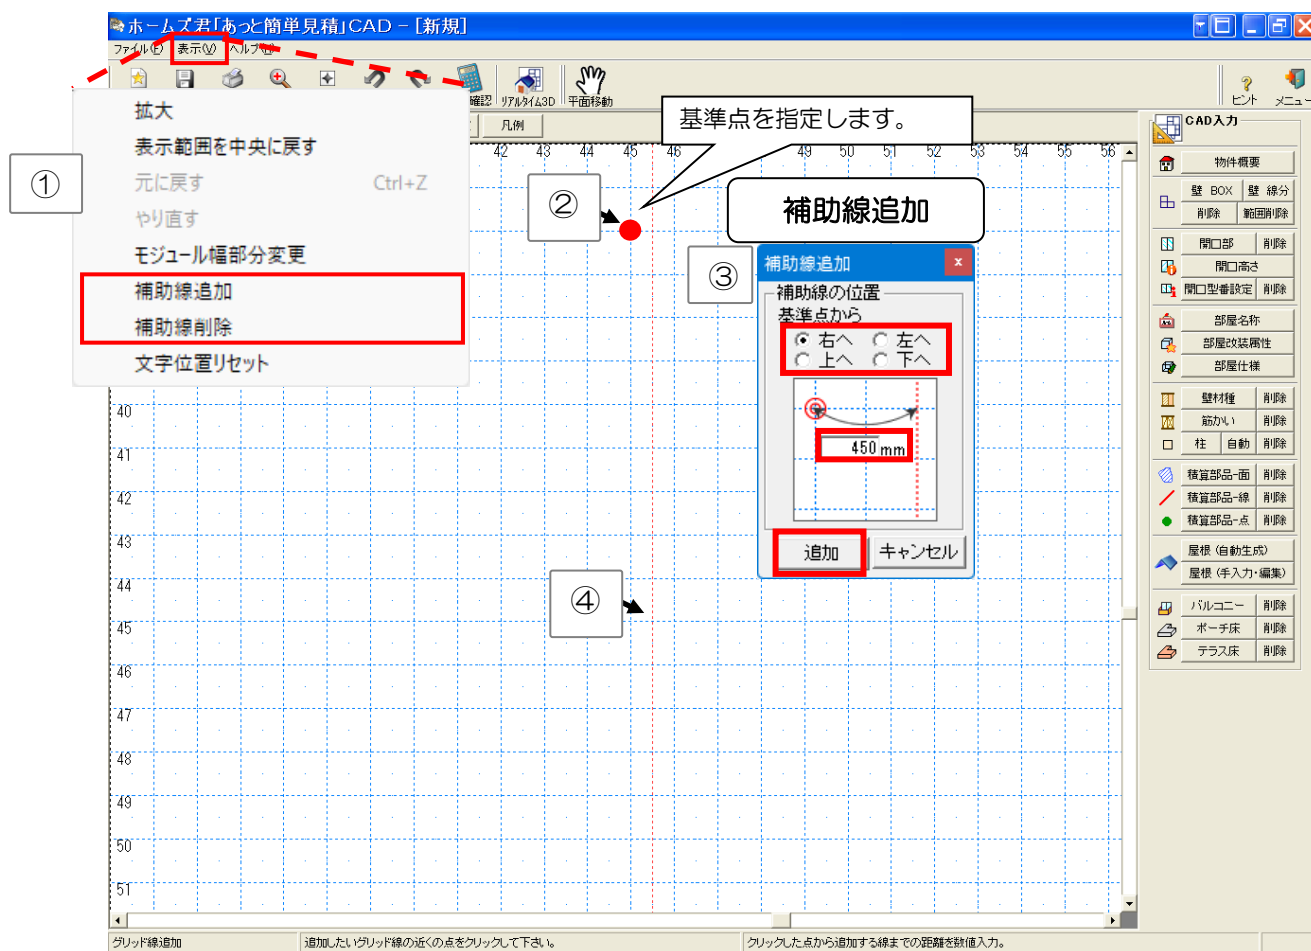 ホームズ君「あっと簡単見積」CAD - [新規]
ファイル(F) 表示(V) ヘルプ(H)
確認 リアルタイム3D 平面移動 ヒント メニュー
凡例
①
拡大
表示範囲を中央に戻す
元に戻す Ctrl+Z
やり直す
モジュール幅部分変更
補助線追加
補助線削除
文字位置リセット
基準点を指定します。
42 43 44 45 46 49 50 51 52 53 54 55 56
②
補助線追加
③
補助線追加
補助線の位置
基準点から
右へ 左へ
上へ 下へ
450 mm
追加 キャンセル
④
40
41
42
43
44
45
46
47
48
49
50
51
CAD入力
物件概要
壁 BOX 壁 線分
削除 範囲削除
開口部 削除
開口高さ
開口型番設定 削除
部屋名称
部屋改装属性
部屋仕様
壁材種 削除
筋かい 削除
柱 自動 削除
積算部品-面 削除
積算部品-線 削除
積算部品-点 削除
屋根（自動生成）
屋根（手入力・編集）
バルコニー 削除
ポーチ床 削除
テラス床 削除
グリッド線追加 追加したいグリッド線の近くの点をクリックして下さい。 クリックした点から追加する線までの距離を数値入力。